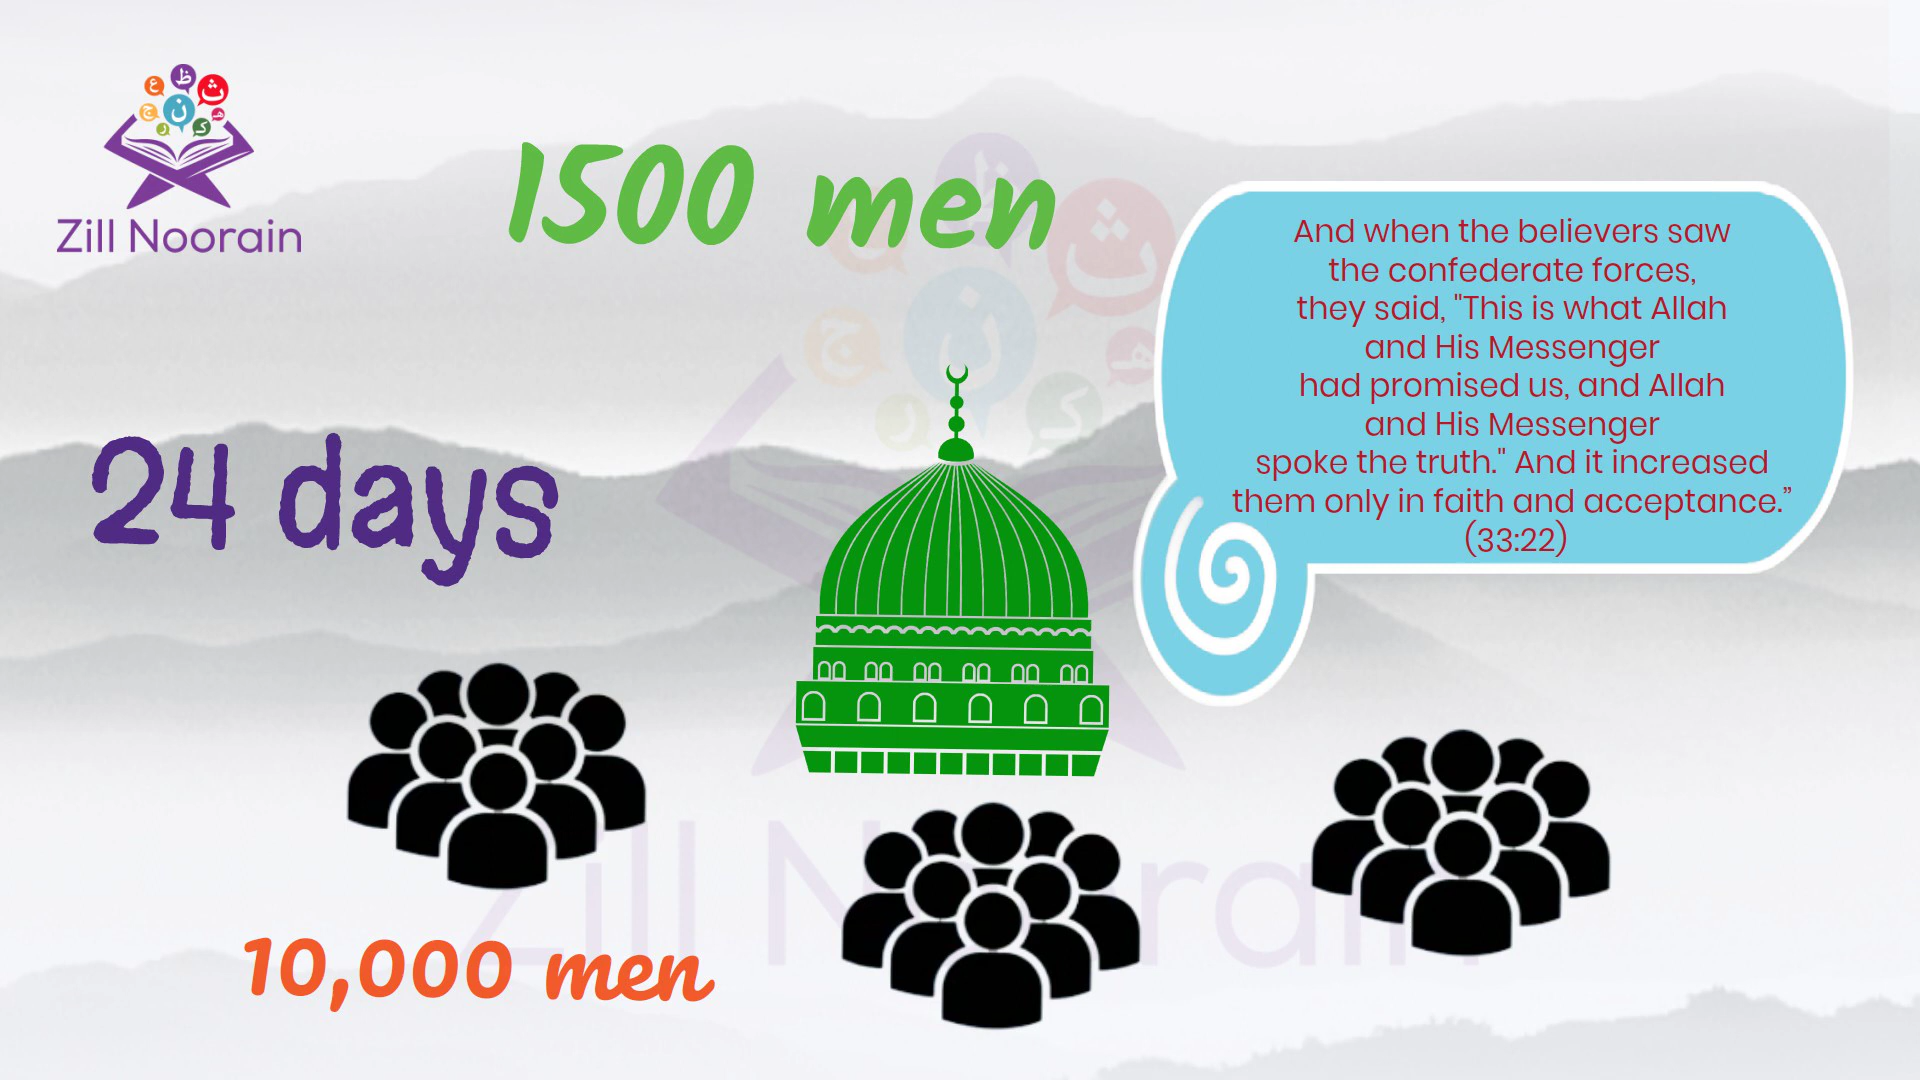 ع ظ ث
ج ن ه
ر ک
Zill Noorain
1500 men
24 days
And when the believers saw
the confederate forces,
they said, "This is what Allah
and His Messenger
had promised us, and Allah
and His Messenger
spoke the truth." And it increased
them only in faith and acceptance.”
(33:22)
10,000 men
ظ
ث
ج ن ه
ر ک
Zill Noorain